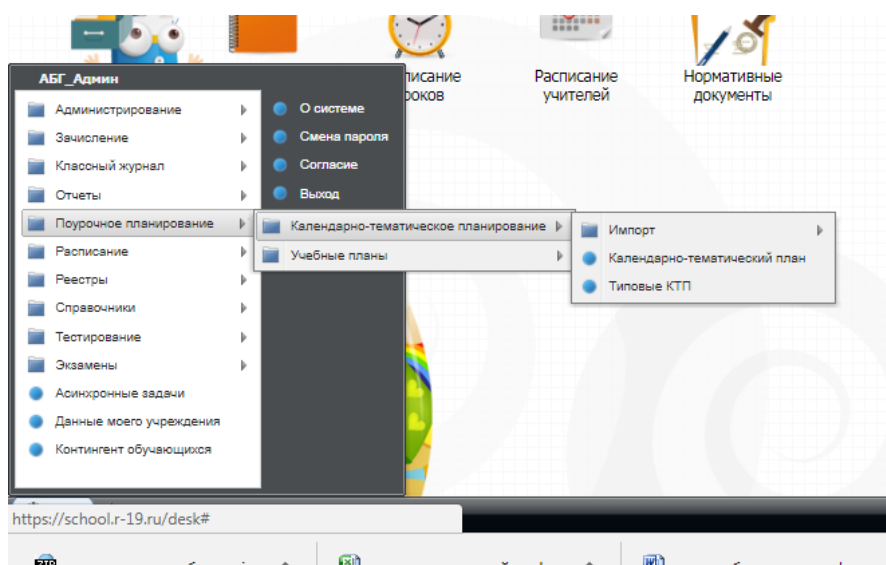 писание
роков
Расписание
учителей
Нормативные
документы
АБГ_Админ
Администрирование
Зачисление
Классный журнал
Отчеты
Поурочное планирование
Расписание
Реестры
Справочники
Тестирование
Экзамены
Асинхронные задачи
Данные моего учреждения
Контингент обучающихся
О системе
Смена пароля
Согласие
Выход
Календарно-тематическое планирование
Учебные планы
Импорт
Календарно-тематический план
Типовые КТП
https://school.r-19.ru/desk#